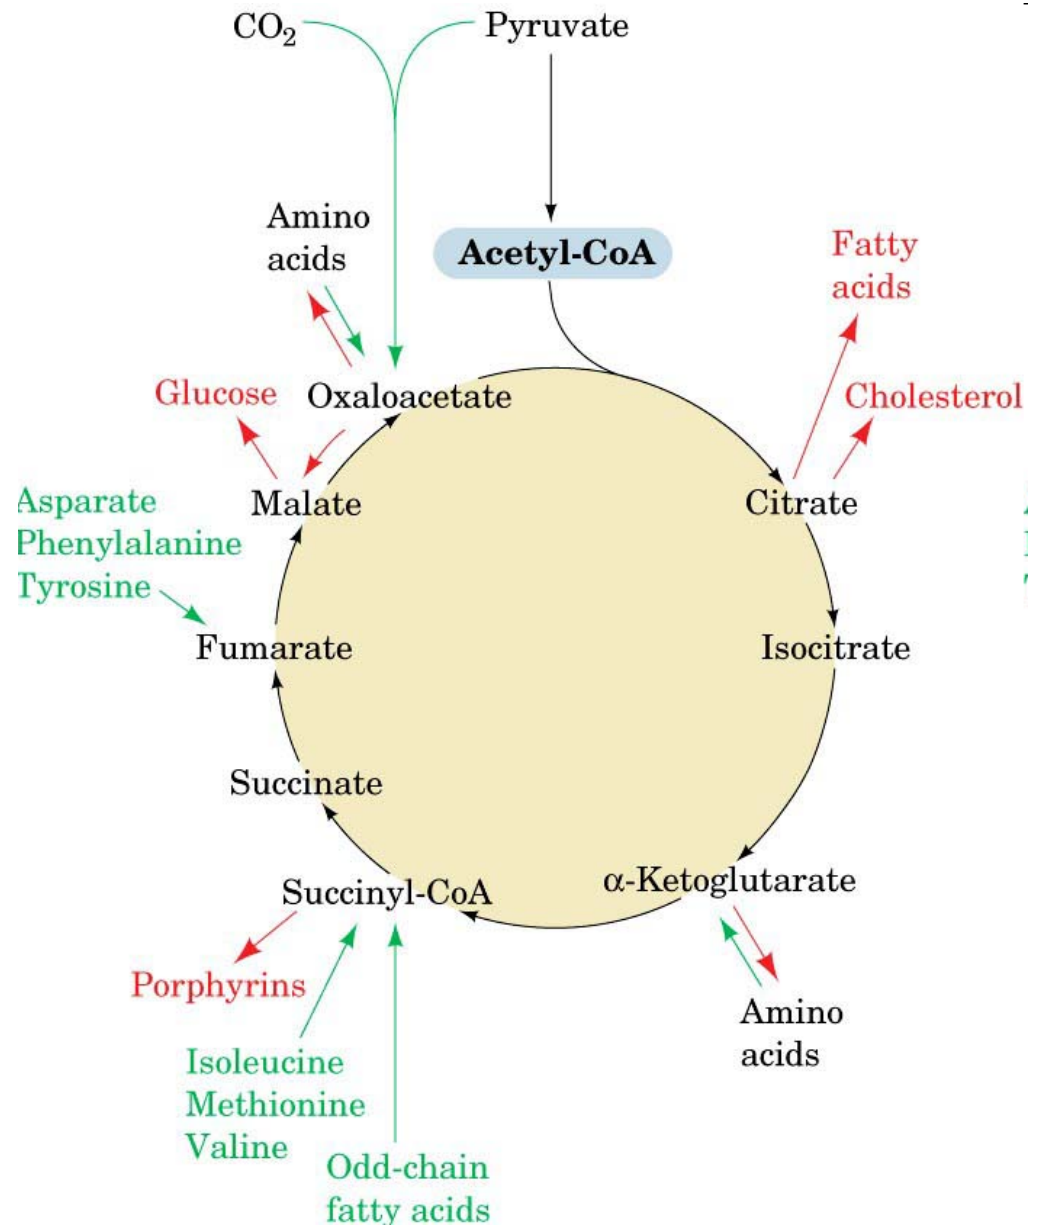 CO2
Pyruvate
Amino
acids
Acetyl-CoA
Fatty
acids
Glucose
Oxaloacetate
Cholesterol
Asparate
Phenylalanine
Tyrosine
Malate
Citrate
Fumarate
Isocitrate
Succinate
Succinyl-CoA
α-Ketoglutarate
Porphyrins
Amino
acids
Isoleucine
Methionine
Valine
Odd-chain
fatty acids